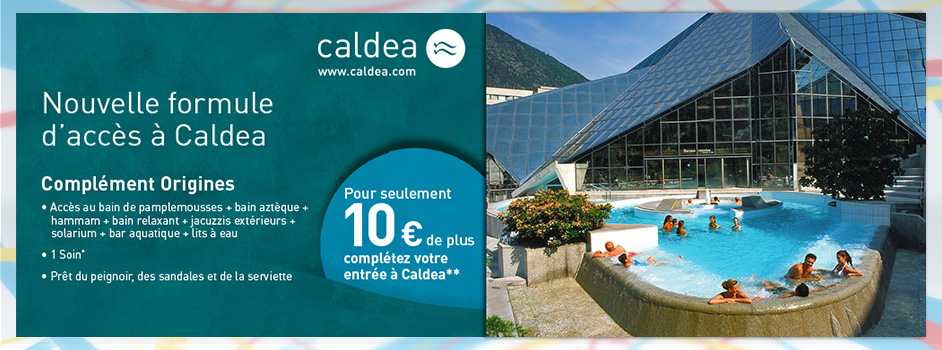 caldea
www.caldea.com
Nouvelle formule
d'accès à Caldea
Complément Origines
• Accès au bain de pamplemousses + bain aztèque +
hammam + bain relaxant + jacuzzis extérieurs +
solarium + bar aquatique + lits à eau
• 1 Soin*
• Prêt du peignoir, des sandales et de la serviette
Pour seulement
10€ de plus
complétez votre
entrée à Caldea**